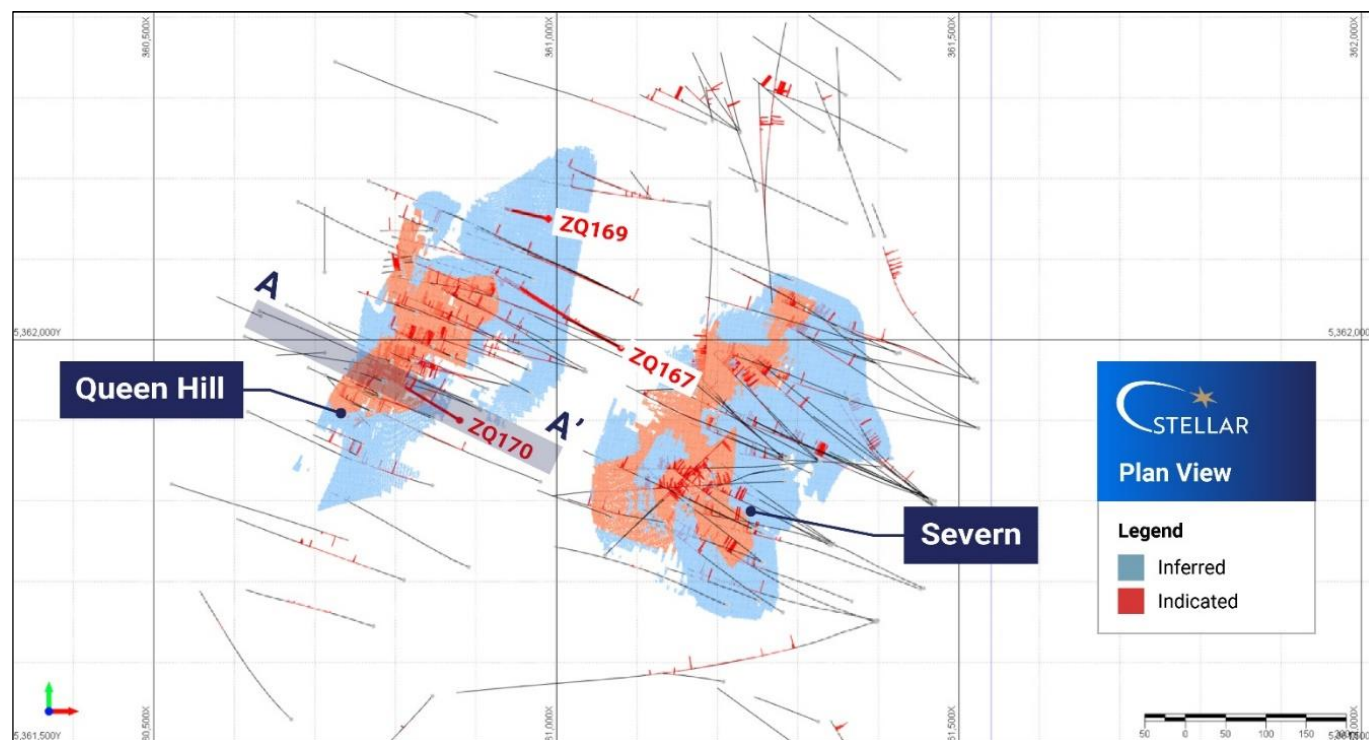 360,500X
361,000X
361,500X
362,000X
A
ZQ169
5,362,000Y
5,362,000
ZQ167
Queen Hill
A'
ZQ170
STELLAR
Plan View
Severn
Legend
Inferred
Indicated
50 0 50 100 150
5,361,500Y